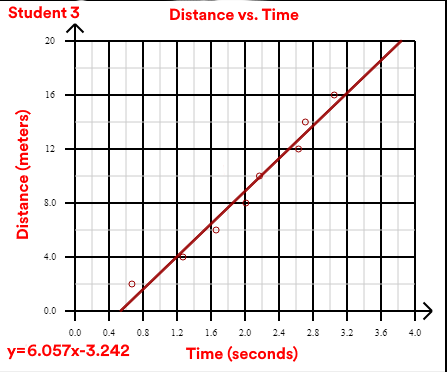 Student 3
Distance vs. Time
20
16
12
8.0
4.0
0.0
Distance (meters)
0.0 0.4 0.8 1.2 1.6 2.0 2.4 2.8 3.2 3.6 4.0
y=6.057x-3.242
Time (seconds)